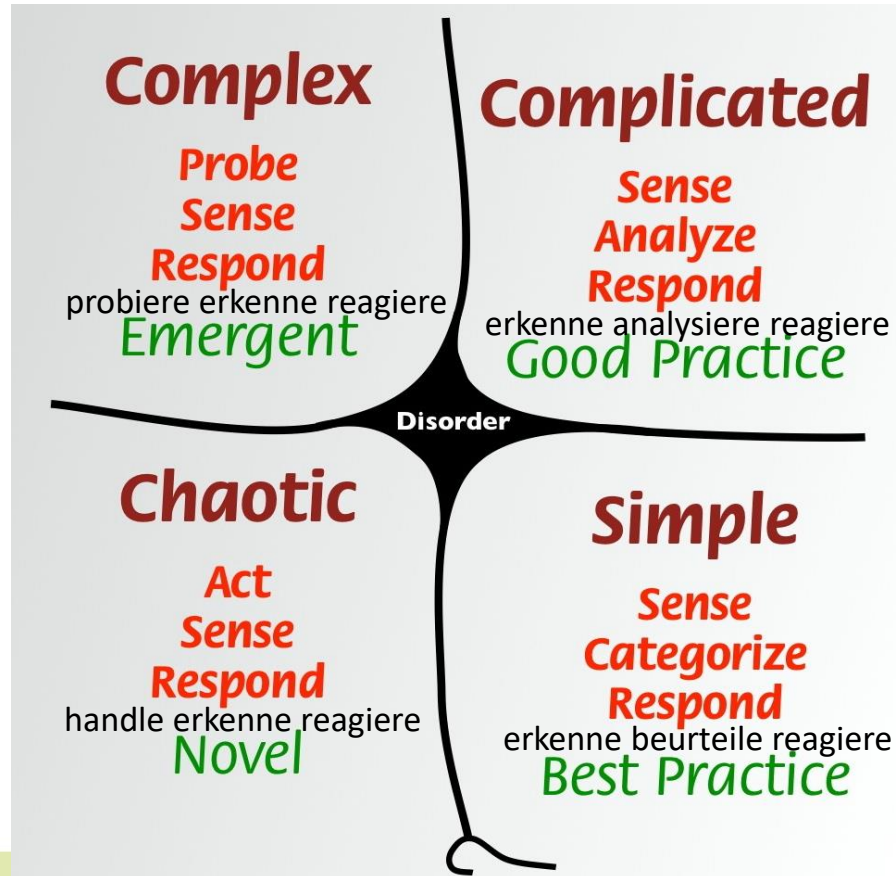 Complex
Probe
Sense
Respond
probiere erkenne reagiere
Emergent
Complicated
Sense
Analyze
Respond
erkenne analysiere reagiere
Good Practice
Disorder
Chaotic
Act
Sense
Respond
handle erkenne reagiere
Novel
Simple
Sense
Categorize
Respond
erkenne beurteile reagiere
Best Practice